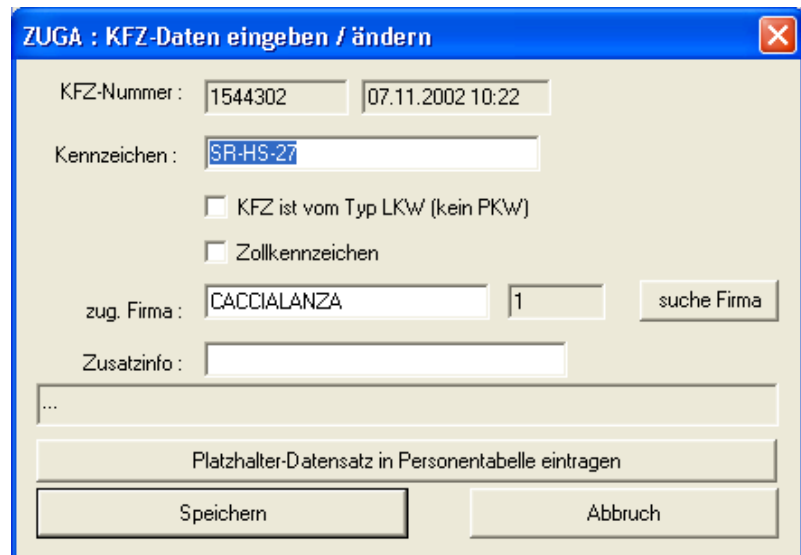 ZUGA : KFZ-Daten eingeben / ändern
KFZ-Nummer : 1544302 07.11.2002 10:22
Kennzeichen : SR-HS-27
KFZ ist vom Typ LKW (kein PKW)
Zollkennzeichen
zug. Firma : CACCIALANZA 1 suche Firma
Zusatzinfo :
...
Platzhalter-Datensatz in Personentabelle eintragen
Speichern Abbruch